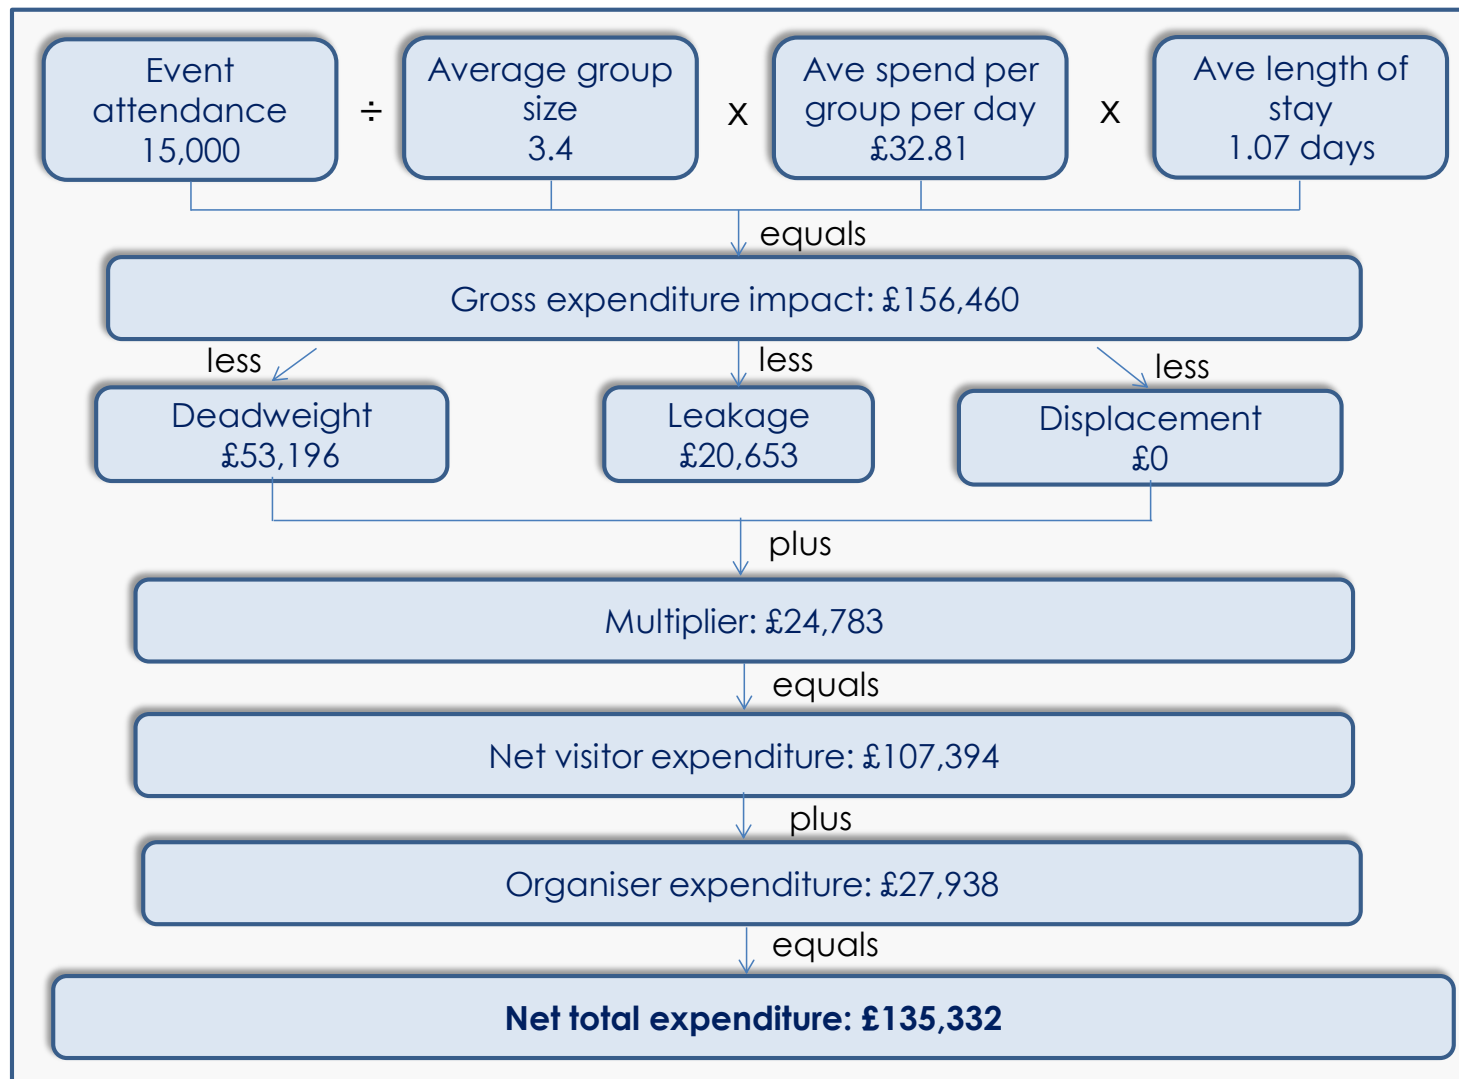 Event
attendance
15,000
÷
Average group
size
3.4
x
Ave spend per
group per day
£32.81
x
Ave length of
stay
1.07 days
equals
Gross expenditure impact: £156,460
less
less
less
Deadweight
£53,196
Leakage
£20,653
Displacement
£0
plus
Multiplier: £24,783
equals
Net visitor expenditure: £107,394
plus
Organiser expenditure: £27,938
equals
Net total expenditure: £135,332